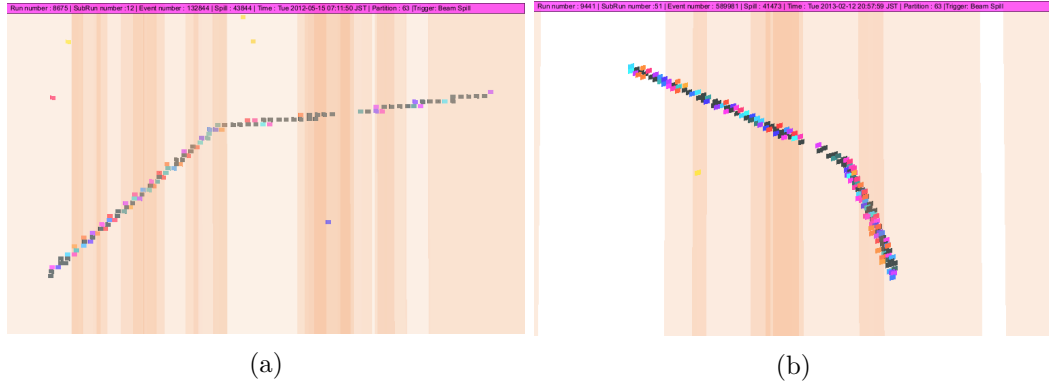 Run number : 8675 | SubRun number :12 | Event number : 132844 | Spill : 43844 | Time : Tue 2012-05-15 07:11:50 JST | Partition : 63 |Trigger: Beam Spill
Run number : 9441 | SubRun number :51 | Event number : 589981 | Spill : 41473 | Time : Tue 2013-02-12 20:57:59 JST | Partition : 63 |Trigger: Beam Spill
(a)
(b)